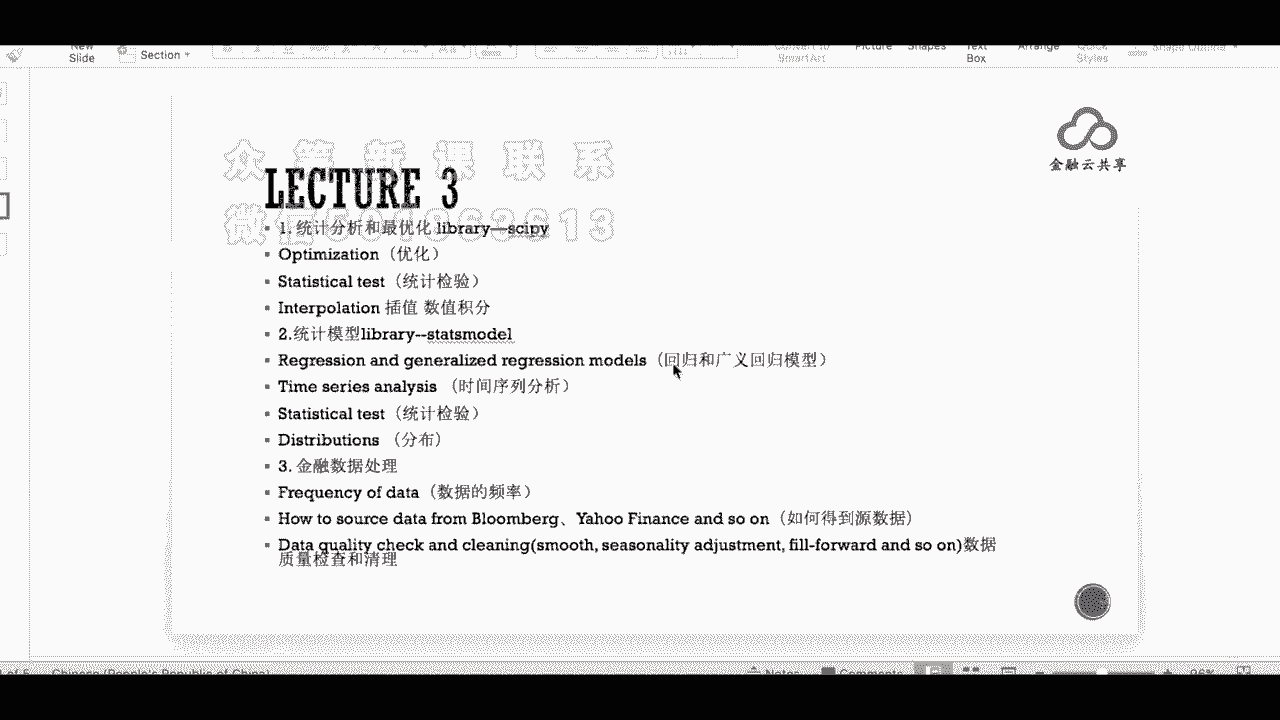 New
Slide
Section
Convert to
SmartArt
Picture
Shapes
Text
Box
Arrange
Quick
Styles
Shape Outline
金融云共享
众筹新课联系
LECTURE 3
1. 统计分析和最优化 library—scipy
Optimization（优化）
Statistical test（统计检验）
Interpolation 插值 数值积分
2.统计模型library--statsmodel
Regression and generalized regression models（回归和广义回归模型）
Time series analysis （时间序列分析）
Statistical test（统计检验）
Distributions （分布）
3. 金融数据处理
Frequency of data（数据的频率）
How to source data from Bloomberg、Yahoo Finance and so on（如何得到源数据）
Data quality check and cleaning(smooth, seasonality adjustment, fill-forward and so on)数据
质量检查和清理
Chinese (People's Republic of China
Notes
Comments
96%